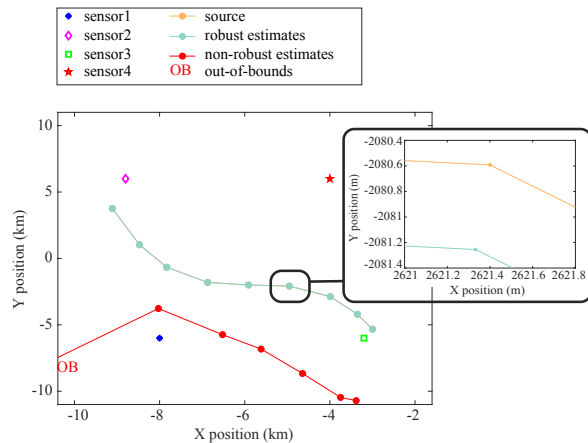 sensor1
sensor2
sensor3
sensor4
source
robust estimates
non-robust estimates
OB out-of-bounds
10
5
0
-5
-10
Y position (km)
OB
-10 -8 -6 -4 -2
X position (km)
-2080.4
-2080.6
-2080.8
-2081
-2081.2
-2081.4
Y position (m)
2621 2621.2 2621.4 2621.6 2621.8
X position (m)